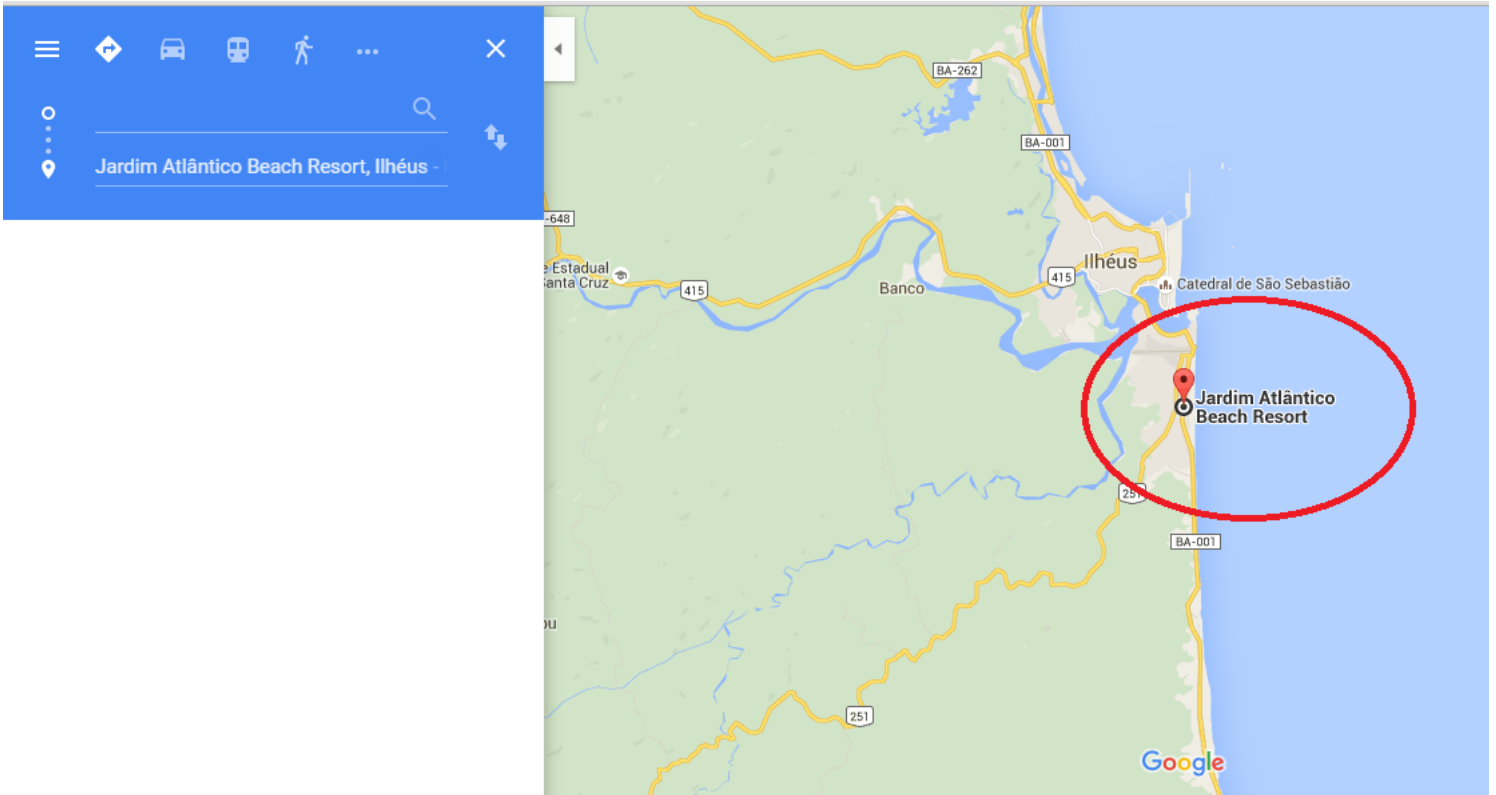 Jardim Atlântico Beach Resort, Ilhéus -
BA-262
BA-001
-648
Ilhéus
415
Estadual
anta Cruz
415
Banco
Catedral de São Sebastião
Jardim Atlântico
Beach Resort
251
BA-001
251
Google